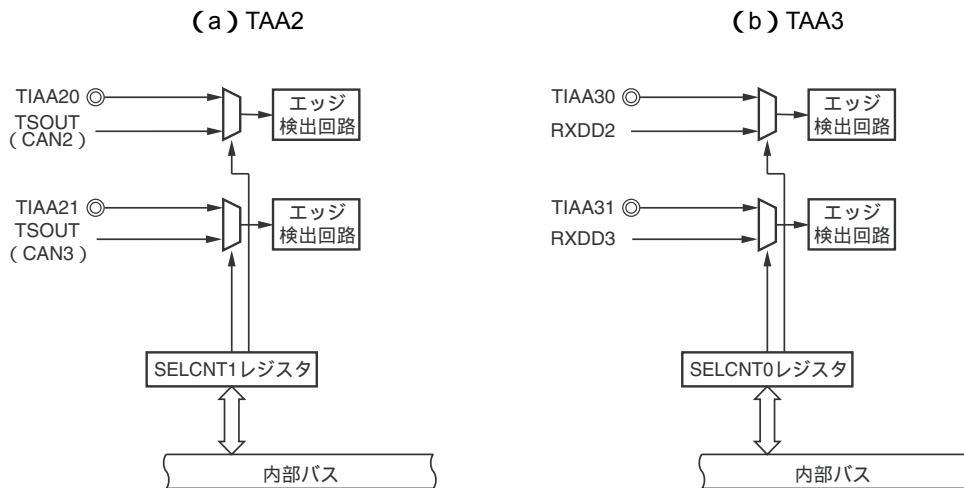 (a) TAA2
TIAA20
TSOUT
(CAN2)
エッジ
検出回路
TIAA21
TSOUT
(CAN3)
エッジ
検出回路
SELCNT1レジスタ
内部バス
(b) TAA3
TIAA30
RXDD2
エッジ
検出回路
TIAA31
RXDD3
エッジ
検出回路
SELCNT0レジスタ
内部バス